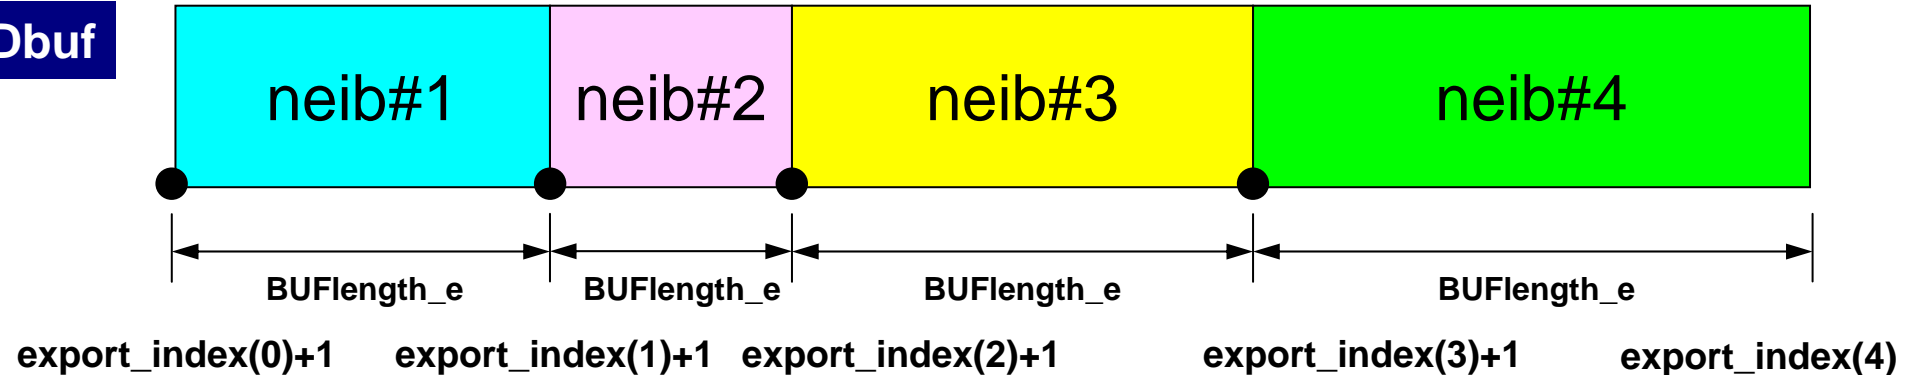 Dbuf
neib#1 neib#2 neib#3 neib#4
BUFlength_e BUFlength_e BUFlength_e BUFlength_e
export_index(0)+1 export_index(1)+1 export_index(2)+1 export_index(3)+1 export_index(4)